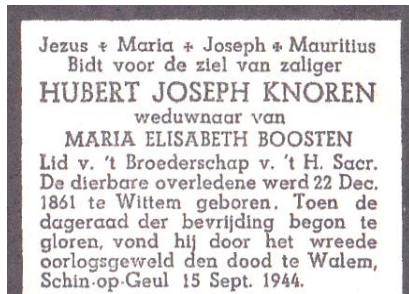 Jezus + Maria + Joseph + Mauritius
Bidt voor de ziel van zaliger
HUBERT JOSEPH KNOREN
weduwnaar van
MARIA ELISABETH BOOSTEN
Lid v. 't Broederschap v. 't H. Sacr.
De dierbare overledene werd 22 Dec.
1861 te Wittem geboren. Toen de
dageraad der bevrijding begon te
gloren, vond hij door het wreede
oorlogsgeweld den dood te Walem,
Schin-op-Geul 15 Sept. 1944.